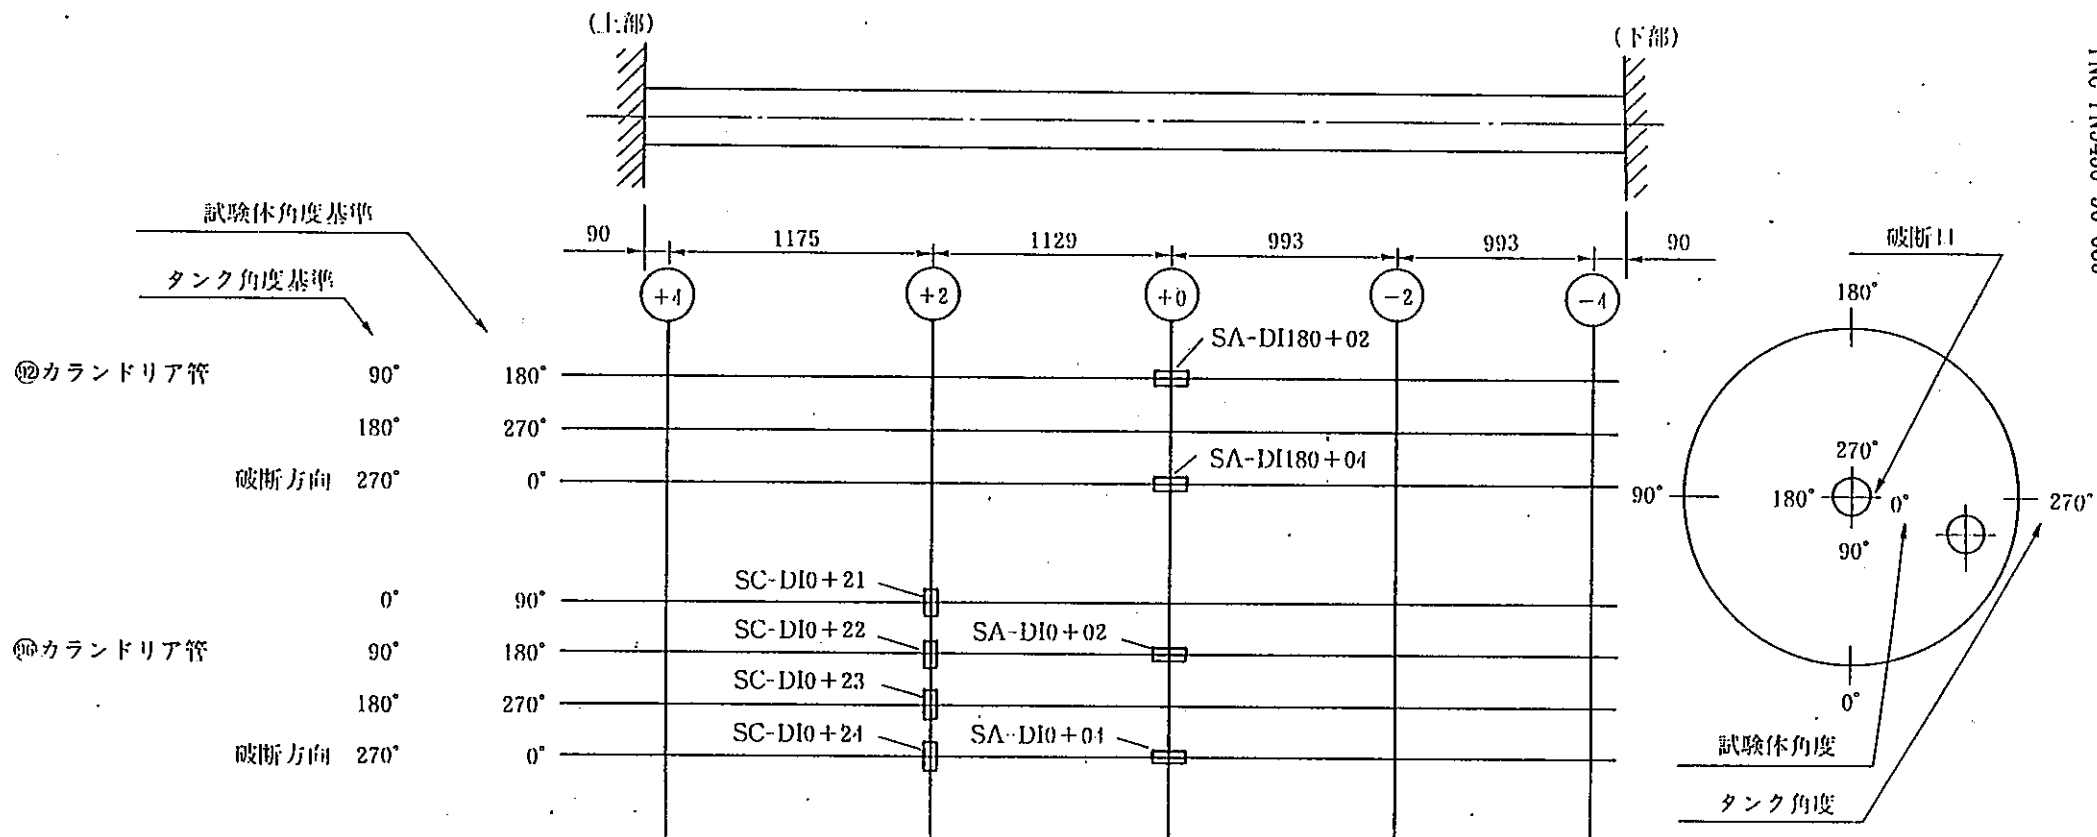 (上部)
(下部)
試験体角度基準
タンク角度基準
90 1175 1129 993 993 90
破断口
+4 +2 +0 -2 -4
180°
SA-DI180+02
カランドリア管 90° 180°
180° 270°
SA-DI180+04
破断方向 270° 0°
270°
90° 180° 0° 270°
90°
0°
SC-DI0+21
0° 90°
SC-DI0+22 SA-DI0+02
カランドリア管 90° 180°
SC-DI0+23
180° 270°
SC-DI0+24 SA-DI0+04
破断方向 270° 0°
試験体角度
タンク角度